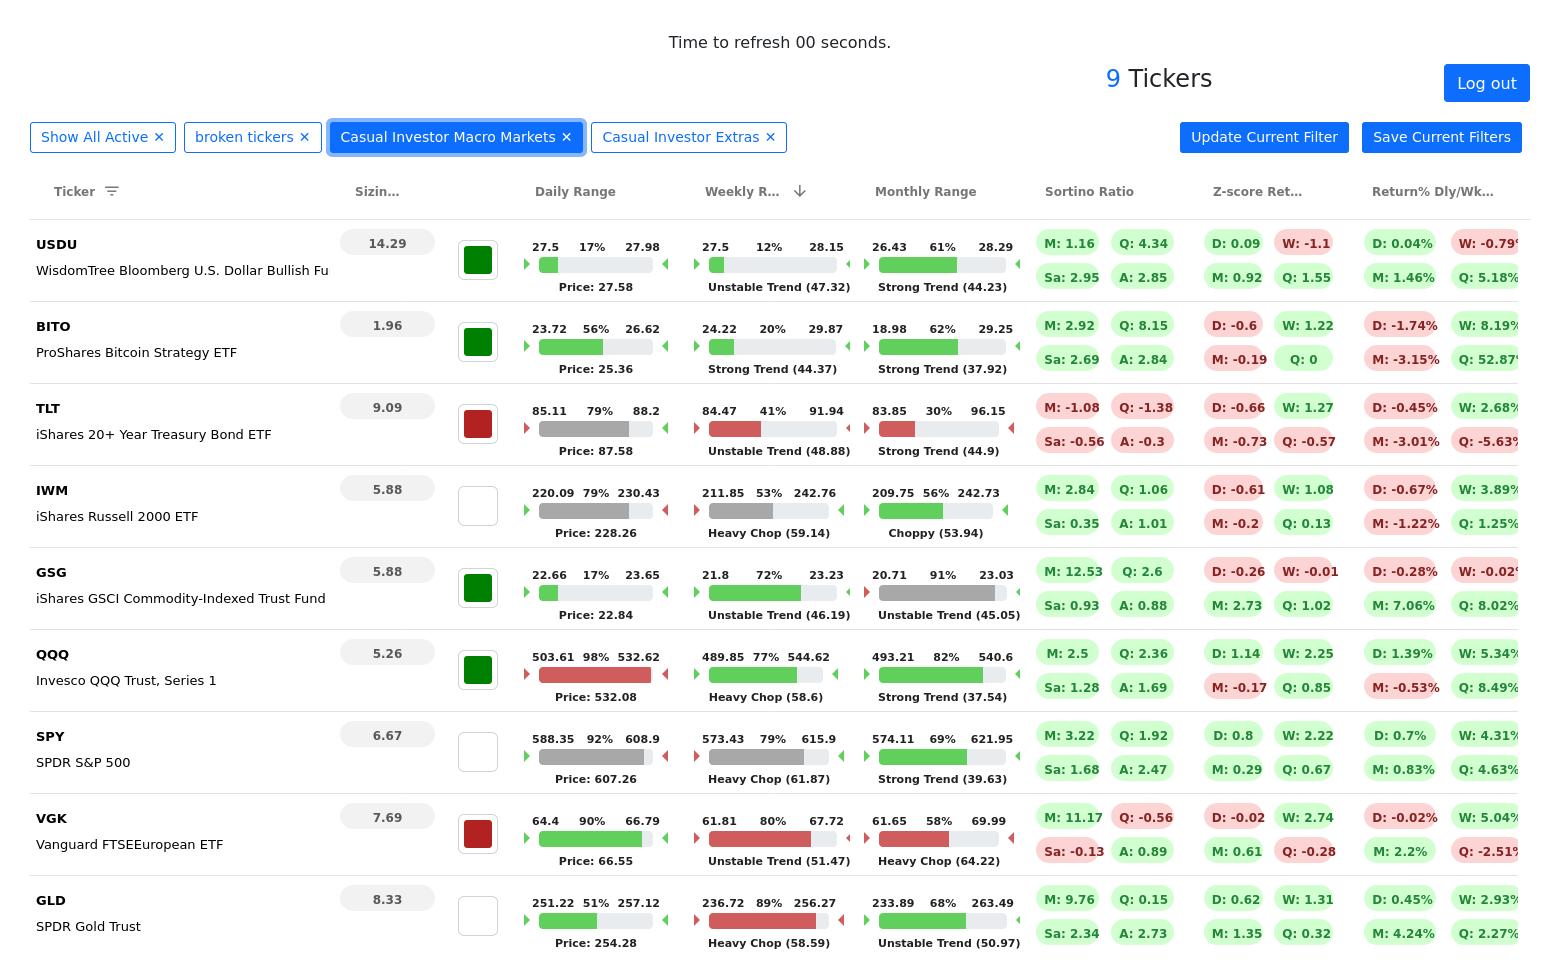 Time to refresh 00 seconds.
9 Tickers
Log out
Show All Active ✕ broken tickers ✕ Casual Investor Macro Markets ✕ Casual Investor Extras ✕ Update Current Filter Save Current Filters
Ticker Sizin... Daily Range Weekly R... Monthly Range Sortino Ratio Z-score Ret... Return% Dly/Wk...
USDU 14.29 27.5 17% 27.98 27.5 12% 28.15 26.43 61% 28.29 M: 1.16 Q: 4.34 D: 0.09 W: -1.1 D: 0.04% W: -0.79%
WisdomTree Bloomberg U.S. Dollar Bullish Fu Sa: 2.95 A: 2.85 M: 0.92 Q: 1.55 M: 1.46% Q: 5.18%
Price: 27.58 Unstable Trend (47.32) Strong Trend (44.23)
BITO 1.96 23.72 56% 26.62 24.22 20% 29.87 18.98 62% 29.25 M: 2.92 Q: 8.15 D: -0.6 W: 1.22 D: -1.74% W: 8.19%
ProShares Bitcoin Strategy ETF Sa: 2.69 A: 2.84 M: -0.19 Q: 0 M: -3.15% Q: 52.87%
Price: 25.36 Strong Trend (44.37) Strong Trend (37.92)
TLT 9.09 85.11 79% 88.2 84.47 41% 91.94 83.85 30% 96.15 M: -1.08 Q: -1.38 D: -0.66 W: 1.27 D: -0.45% W: 2.68%
iShares 20+ Year Treasury Bond ETF Sa: -0.56 A: -0.3 M: -0.73 Q: -0.57 M: -3.01% Q: -5.63%
Price: 87.58 Unstable Trend (48.88) Strong Trend (44.9)
IWM 5.88 220.09 79% 230.43 211.85 53% 242.76 209.75 56% 242.73 M: 2.84 Q: 1.06 D: -0.61 W: 1.08 D: -0.67% W: 3.89%
iShares Russell 2000 ETF Sa: 0.35 A: 1.01 M: -0.2 Q: 0.13 M: -1.22% Q: 1.25%
Price: 228.26 Heavy Chop (59.14) Choppy (53.94)
GSG 5.88 22.66 17% 23.65 21.8 72% 23.23 20.71 91% 23.03 M: 12.53 Q: 2.6 D: -0.26 W: -0.01 D: -0.28% W: -0.02%
iShares GSCI Commodity-Indexed Trust Fund Sa: 0.93 A: 0.88 M: 2.73 Q: 1.02 M: 7.06% Q: 8.02%
Price: 22.84 Unstable Trend (46.19) Unstable Trend (45.05)
QQQ 5.26 503.61 98% 532.62 489.85 77% 544.62 493.21 82% 540.6 M: 2.5 Q: 2.36 D: 1.14 W: 2.25 D: 1.39% W: 5.34%
Invesco QQQ Trust, Series 1 Sa: 1.28 A: 1.69 M: -0.17 Q: 0.85 M: -0.53% Q: 8.49%
Price: 532.08 Heavy Chop (58.6) Strong Trend (37.54)
SPY 6.67 588.35 92% 608.9 573.43 79% 615.9 574.11 69% 621.95 M: 3.22 Q: 1.92 D: 0.8 W: 2.22 D: 0.7% W: 4.31%
SPDR S&P 500 Sa: 1.68 A: 2.47 M: 0.29 Q: 0.67 M: 0.83% Q: 4.63%
Price: 607.26 Heavy Chop (61.87) Strong Trend (39.63)
VGK 7.69 64.4 90% 66.79 61.81 80% 67.72 61.65 58% 69.99 M: 11.17 Q: -0.56 D: -0.02 W: 2.74 D: -0.02% W: 5.04%
Vanguard FTSEEuropean ETF Sa: -0.13 A: 0.89 M: 0.61 Q: -0.28 M: 2.2% Q: -2.51%
Price: 66.55 Unstable Trend (51.47) Heavy Chop (64.22)
GLD 8.33 251.22 51% 257.12 236.72 89% 256.27 233.89 68% 263.49 M: 9.76 Q: 0.15 D: 0.62 W: 1.31 D: 0.45% W: 2.93%
SPDR Gold Trust Sa: 2.34 A: 2.73 M: 1.35 Q: 0.32 M: 4.24% Q: 2.27%
Price: 254.28 Heavy Chop (58.59) Unstable Trend (50.97)